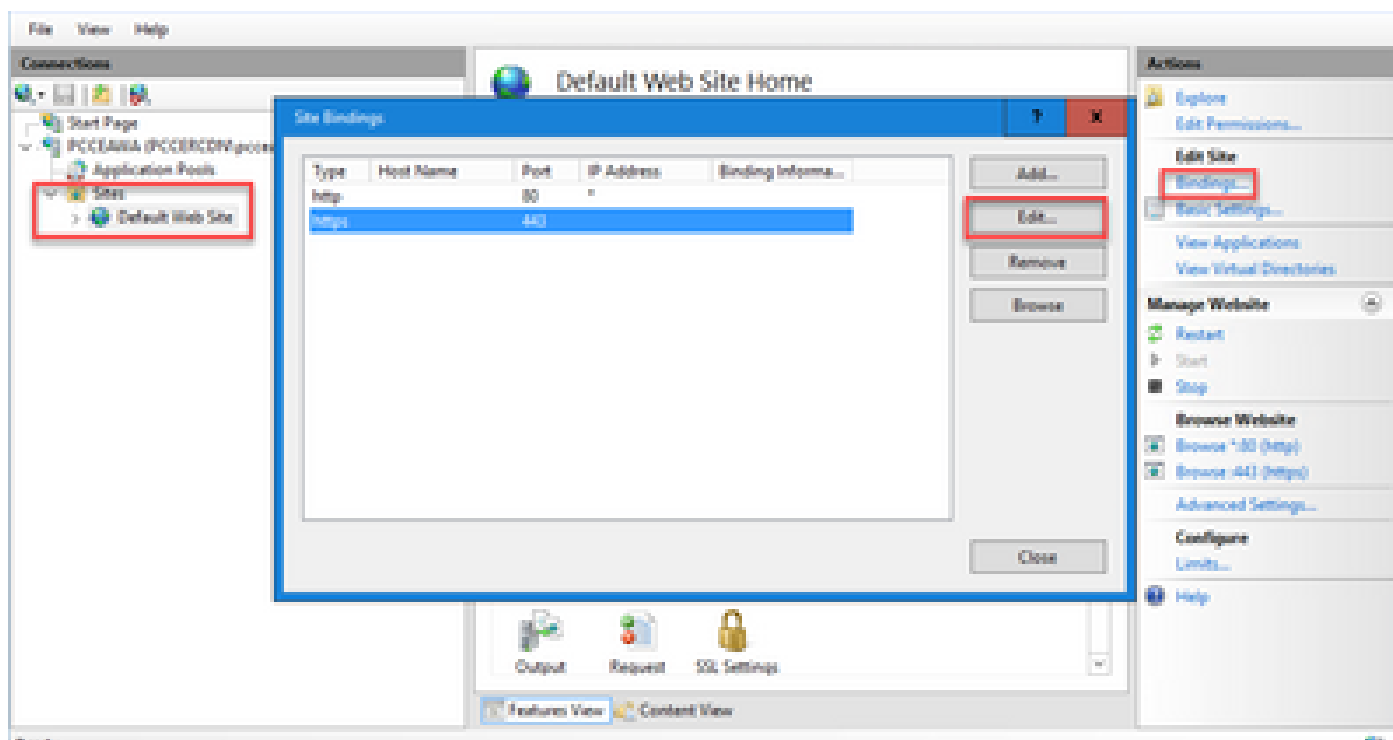 File View Help
Connections
Start Page
Application Pools
Sites
Default Web Site
Default Web Site Home
Site Bindings
? X
Type Host Name Port IP Address Binding Informa...
http 80 *
https 443
Add...
Edit...
Remove
Browse
Close
Output Request SSL Settings
Features View Content View
Actions
Explore
Edit Permissions...
Edit Site
Bindings...
Basic Settings...
View Applications
View Virtual Directories
Manage Website
Restart
Start
Stop
Browse Website
Browse *:80 (http)
Browse :443 (https)
Advanced Settings...
Configure
Limits...
Help